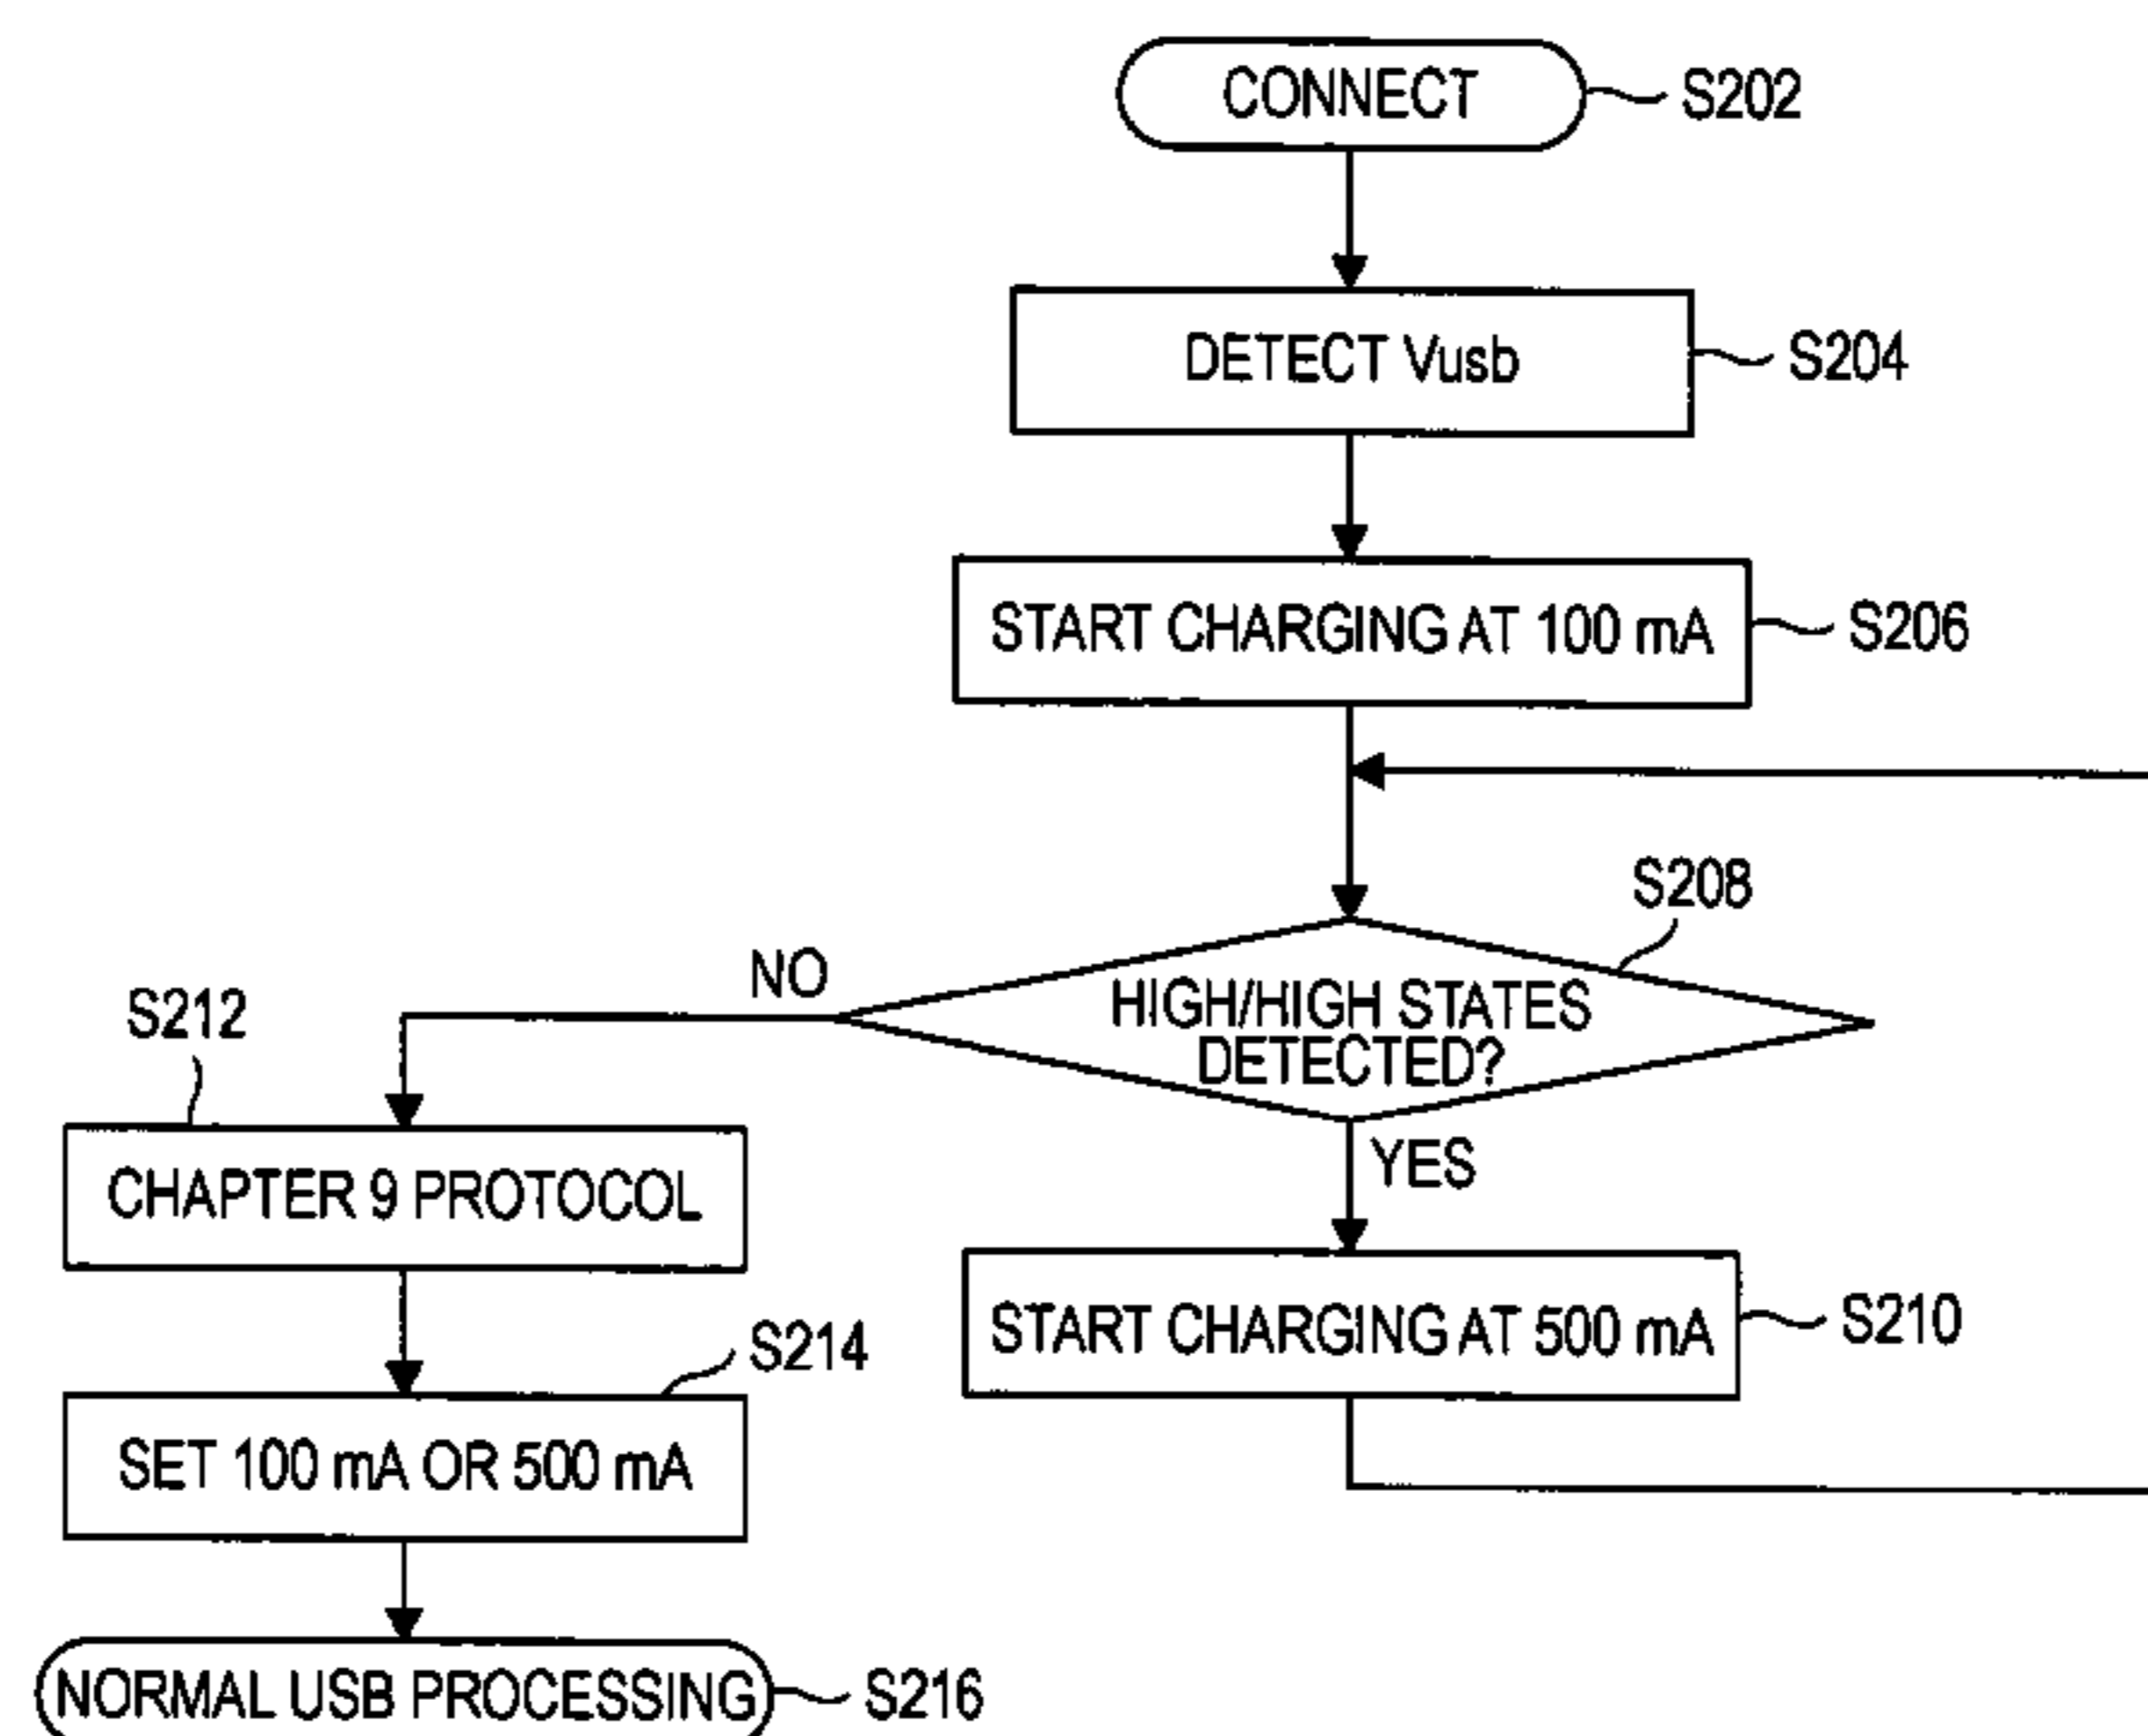 CONNECT
S202
DETECT Vusb
S204
START CHARGING AT 100 mA
S206
S208
HIGH/HIGH STATES
DETECTED?
NO
YES
S212
CHAPTER 9 PROTOCOL
START CHARGING AT 500 mA
S210
S214
SET 100 mA OR 500 mA
NORMAL USB PROCESSING
S216